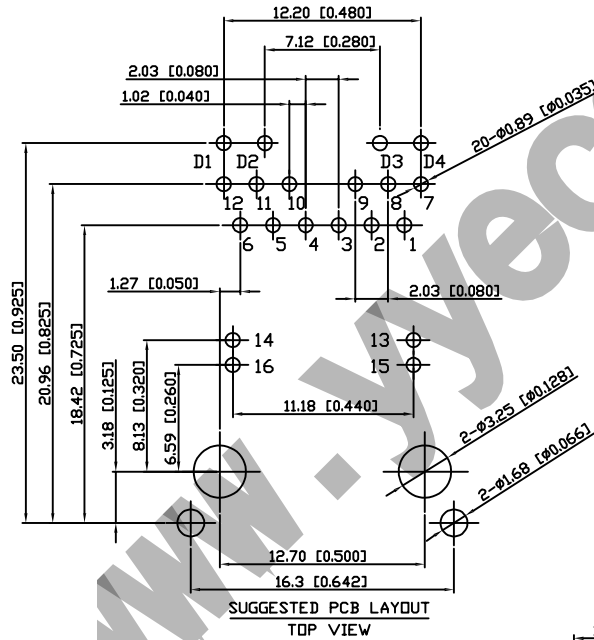 12.20 [0.480]
7.12 [0.280]
2.03 [0.080]
1.02 [0.040]
20-ø0.89 [ø0.035]
D1 D2 D3 D4
12 11 10 9 8 7
6 5 4 3 2 1
1.27 [0.050]
2.03 [0.080]
23.50 [0.925]
20.96 [0.825]
18.42 [0.725]
3.18 [0.125]
8.13 [0.320]
6.59 [0.260]
14 13
16 15
11.18 [0.440]
2-ø3.25 [ø0.128]
2-ø1.68 [ø0.066]
12.70 [0.500]
16.3 [0.642]
SUGGESTED PCB LAYOUT
TOP VIEW
www.yyec